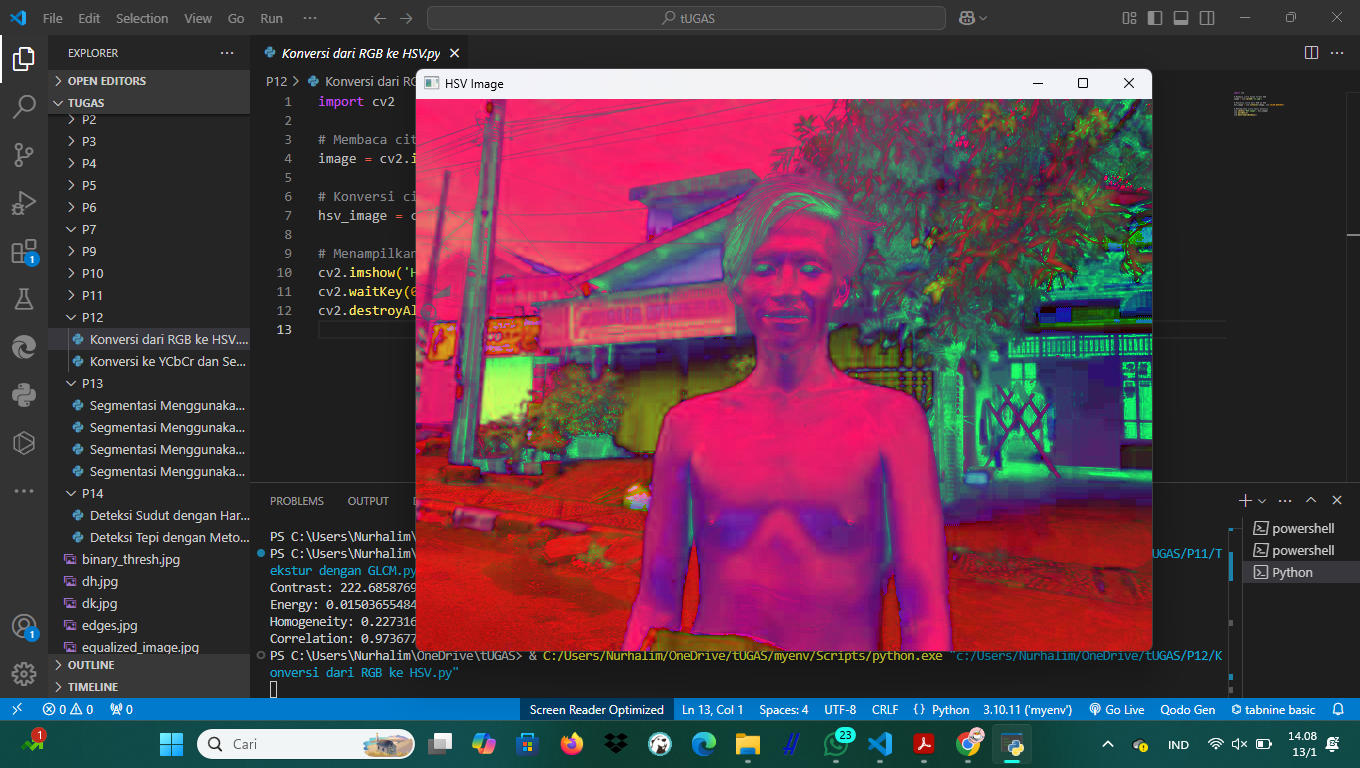 File Edit Selection View Go Run ··· tUGAS
EXPLORER ···
OPEN EDITORS
TUGAS
P2
P3
P4
P5
P6
P7
P9
P10
P11
P12
Konversi dari RGB ke HSV....
Konversi ke YCbCr dan Se...
P13
Segmentasi Menggunaka...
Segmentasi Menggunaka...
Segmentasi Menggunaka...
Segmentasi Menggunaka...
P14
Deteksi Sudut dengan Har...
Deteksi Tepi dengan Meto...
binary_thresh.jpg
dh.jpg
dk.jpg
edges.jpg
equalized_image.jpg
OUTLINE
TIMELINE
1
1
Konversi dari RGB ke HSV.py
P12 > Konversi dari RG
HSV Image
1 import cv2
2
3 # Membaca cit
4 image = cv2.i
5
6 # Konversi ci
7 hsv_image = c
8
9 # Menampilkan
10 cv2.imshow('H
11 cv2.waitKey(0
12 cv2.destroyAl
13
PROBLEMS OUTPUT
PS C:\Users\Nurhalim\
PS C:\Users\Nurhalim\ UGAS/P11/T
ekstur dengan GLCM.py
Contrast: 222.6858769
Energy: 0.01503655484
Homogeneity: 0.227316
Correlation: 0.973677
PS C:\Users\Nurhalim\OneDrive\tUGAS> & C:/Users/Nurhalim/OneDrive/tUGAS/myenv/Scripts/python.exe "c:/Users/Nurhalim/OneDrive/tUGAS/P12/K
onversi dari RGB ke HSV.py"
powershell
powershell
Python
0 0 0 Screen Reader Optimized Ln 13, Col 1 Spaces: 4 UTF-8 CRLF {} Python 3.10.11 ('myenv') Go Live Qodo Gen tabnine basic
1 Cari 23 IND 14.08
13/1